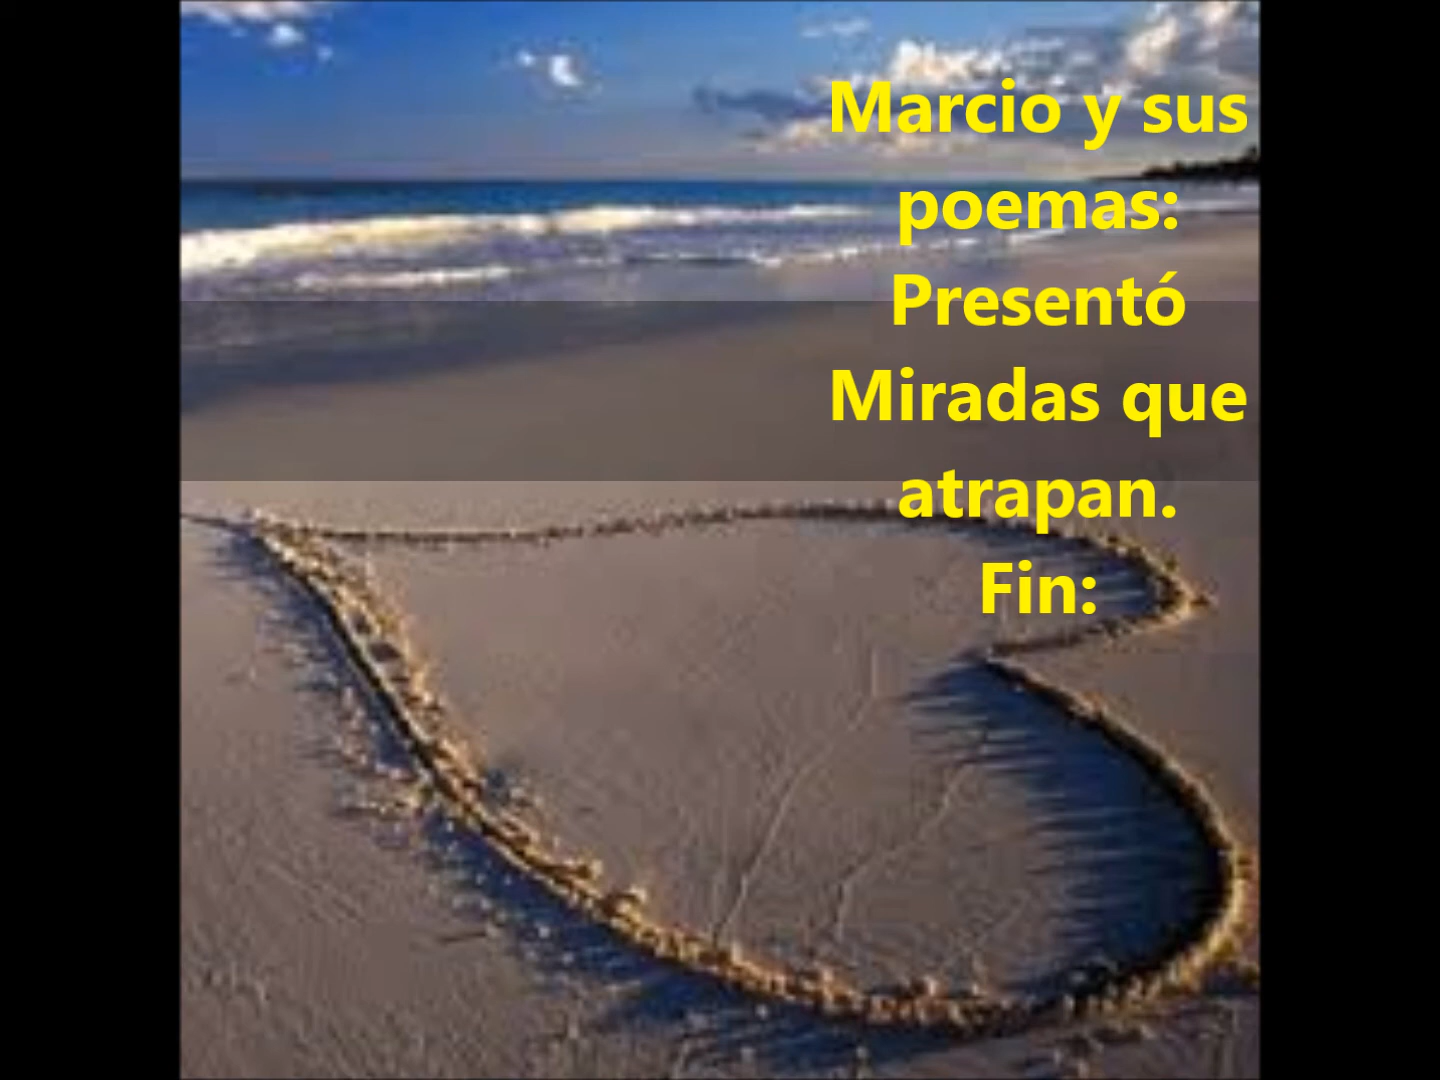 Marcio y sus
poemas:
Presentó
Miradas que
atrapan.
Fin: